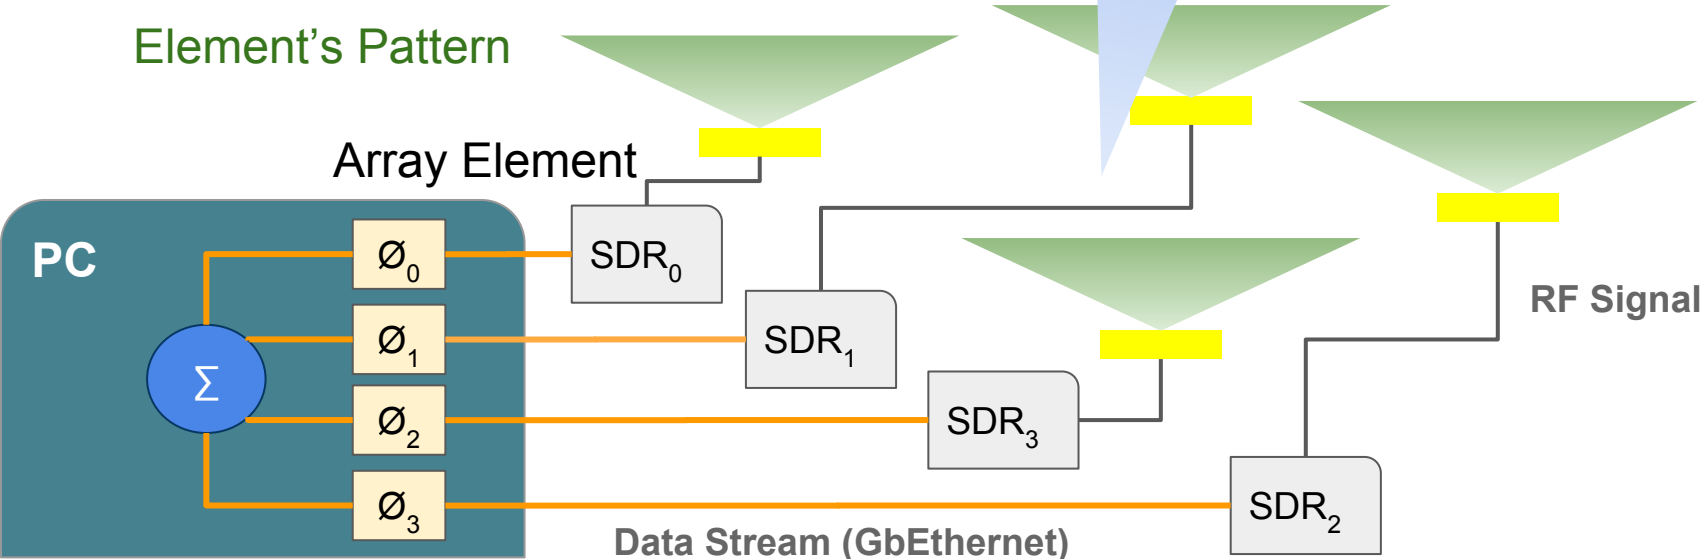 Element's Pattern
Array Element
PC
Ø0
SDR0
RF Signal
Ø1
SDR1
Σ
Ø2
SDR3
Ø3
SDR2
Data Stream (GbEthernet)